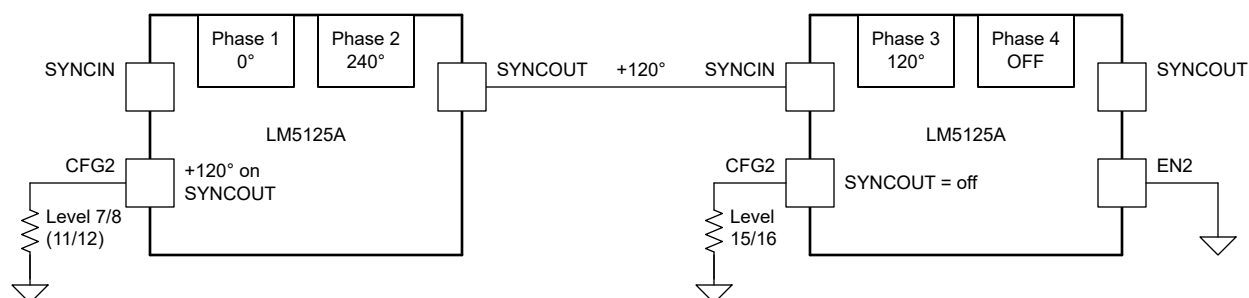 Phase 1
0°
Phase 2
240°
SYNCIN
SYNCOUT
+120°
LM5125A
CFG2
+120° on
SYNCOUT
Level 7/8
(11/12)
SYNCIN
Phase 3
120°
Phase 4
OFF
SYNCOUT
LM5125A
CFG2
SYNCOUT = off
EN2
Level
15/16